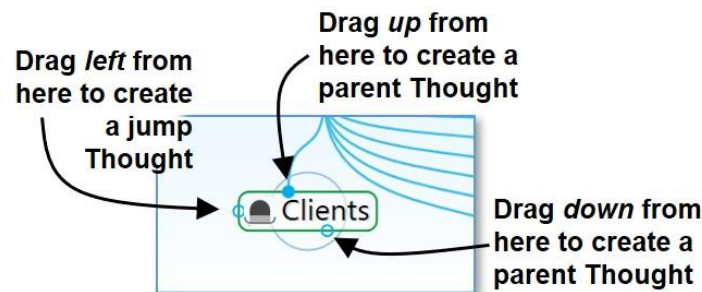 Drag up from
here to create a
parent Thought
Drag left from
here to create
a jump
Thought
Clients
Drag down from
here to create a
parent Thought